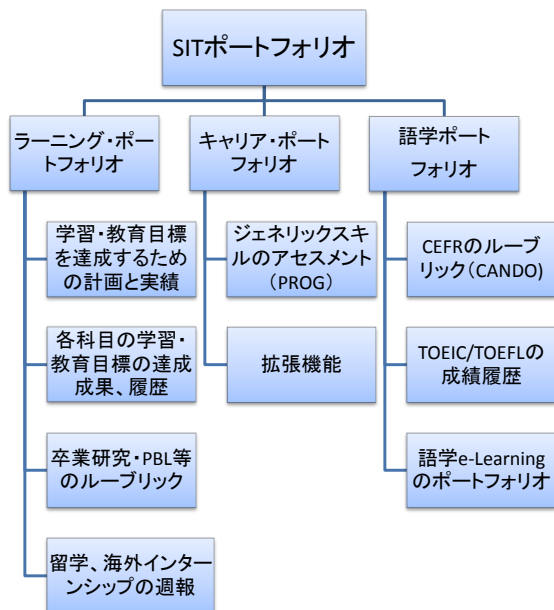 SITポートフォリオ
ラーニング・ポー
トフォリオ
学習・教育目標
を達成するため
の計画と実績
各科目の学習・
教育目標の達成
成果、履歴
卒業研究・PBL等
のルーブリック
留学、海外インター
ンシップの週報
キャリア・ポート
フォリオ
ジェネリックスキ
ルのアセスメント
(PROG)
拡張機能
語学ポート
フォリオ
CEFRのルーブ
リック(CANDO)
TOEIC/TOEFLの
成績履歴
語学e-Learning
のポートフォリオ